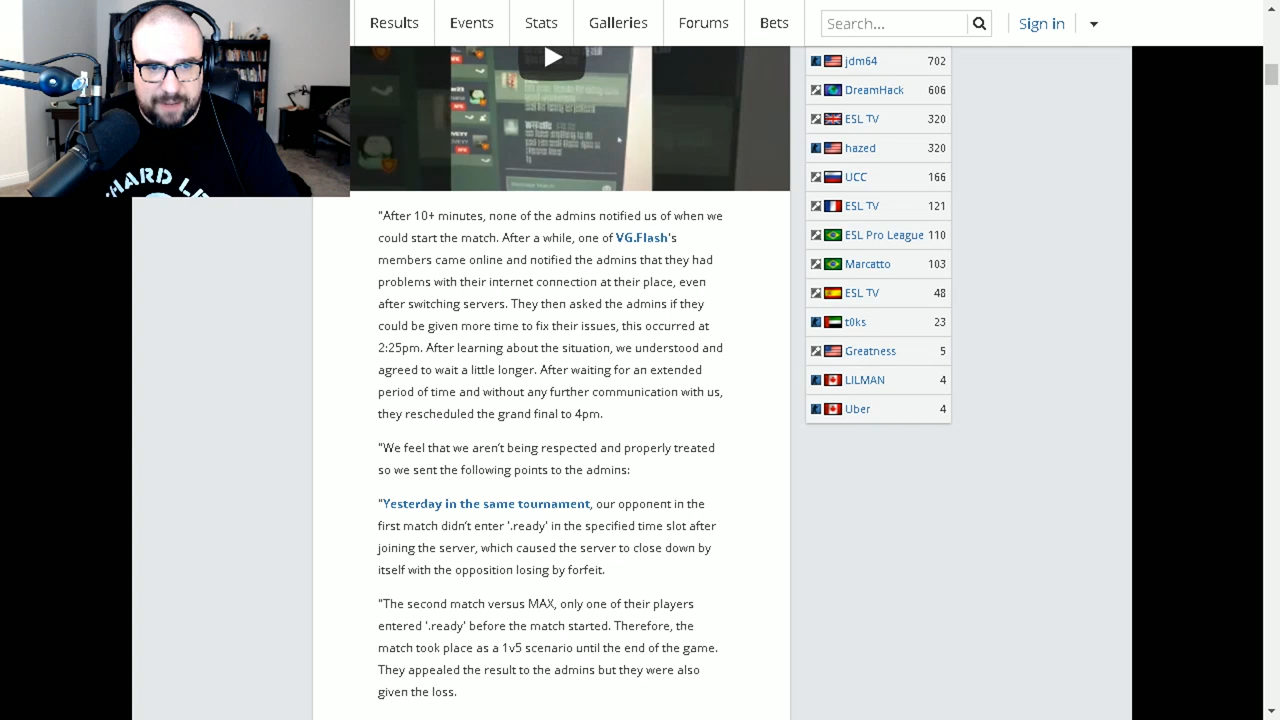 Results
Events
Stats
Galleries
Forums
Bets
Search...
Sign in
HARD L
"After 10+ minutes, none of the admins notified us of when we
could start the match. After a while, one of VG.Flash's
members came online and notified the admins that they had
problems with their internet connection at their place, even
after switching servers. They then asked the admins if they
could be given more time to fix their issues, this occurred at
2:25pm. After learning about the situation, we understood and
agreed to wait a little longer. After waiting for an extended
period of time and without any further communication with us,
they rescheduled the grand final to 4pm.
"We feel that we aren't being respected and properly treated
so we sent the following points to the admins:
"Yesterday in the same tournament, our opponent in the
first match didn't enter '.ready' in the specified time slot after
joining the server, which caused the server to close down by
itself with the opposition losing by forfeit.
"The second match versus MAX, only one of their players
entered '.ready' before the match started. Therefore, the
match took place as a 1v5 scenario until the end of the game.
They appealed the result to the admins but they were also
given the loss.
jdm64 702
DreamHack 606
ESL TV 320
hazed 320
UCC 166
ESL TV 121
ESL Pro League 110
Marcatto 103
ESL TV 48
t0ks 23
Greatness 5
LILMAN 4
Uber 4